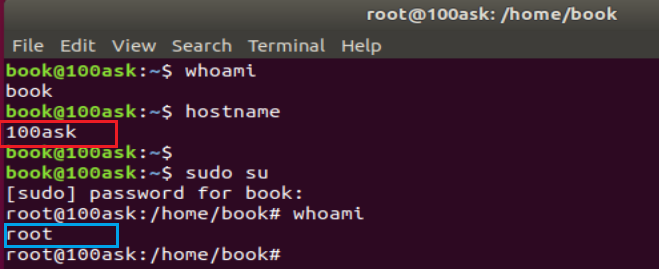 root@100ask: /home/book
File Edit View Search Terminal Help
book@100ask:~$ whoami
book
book@100ask:~$ hostname
100ask
book@100ask:~$
book@100ask:~$ sudo su
[sudo] password for book:
root@100ask:/home/book# whoami
root
root@100ask:/home/book#